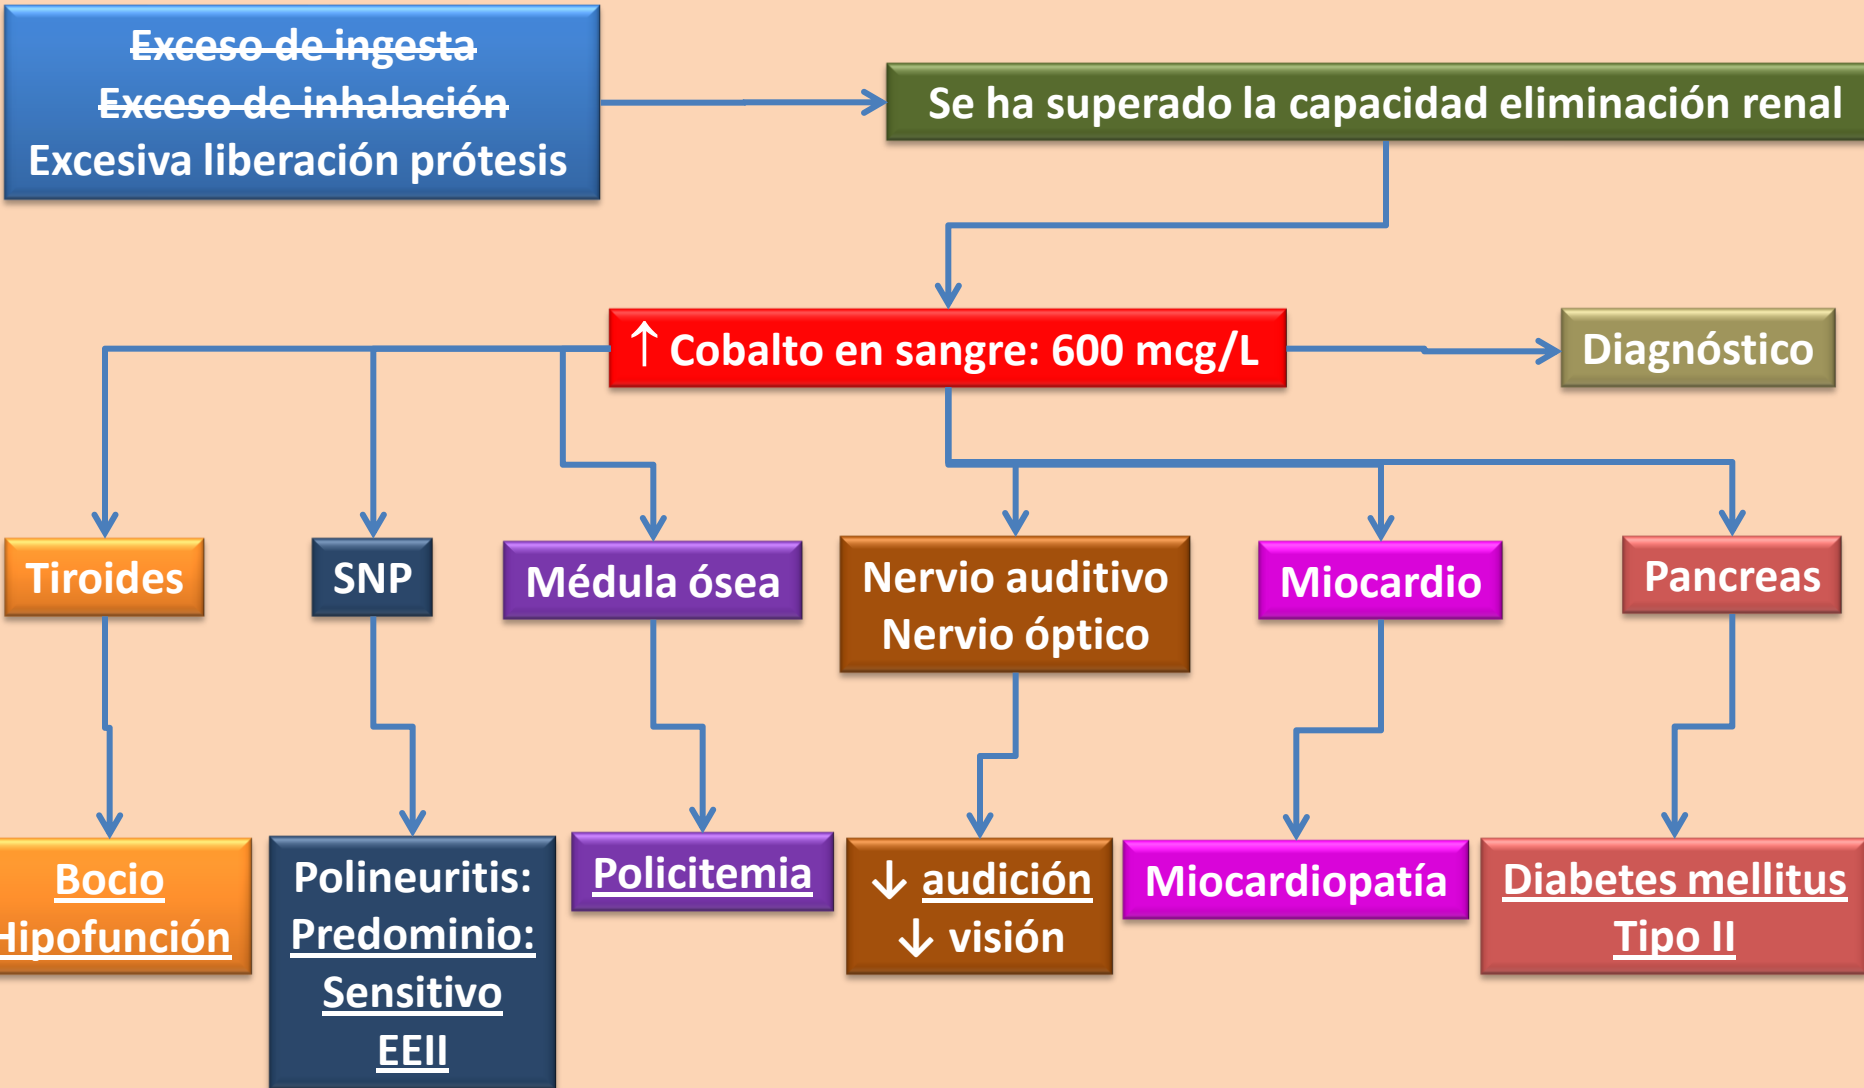 Exceso de ingesta
Exceso de inhalación
Excesiva liberación prótesis
Se ha superado la capacidad eliminación renal
↑ Cobalto en sangre: 600 mcg/L
Diagnóstico
Tiroides
SNP
Médula ósea
Nervio auditivo
Nervio óptico
Miocardio
Pancreas
Bocio
Hipofunción
Polineuritis:
Predominio:
Sensitivo
EEII
Policitemia
↓ audición
↓ visión
Miocardiopatía
Diabetes mellitus
Tipo II